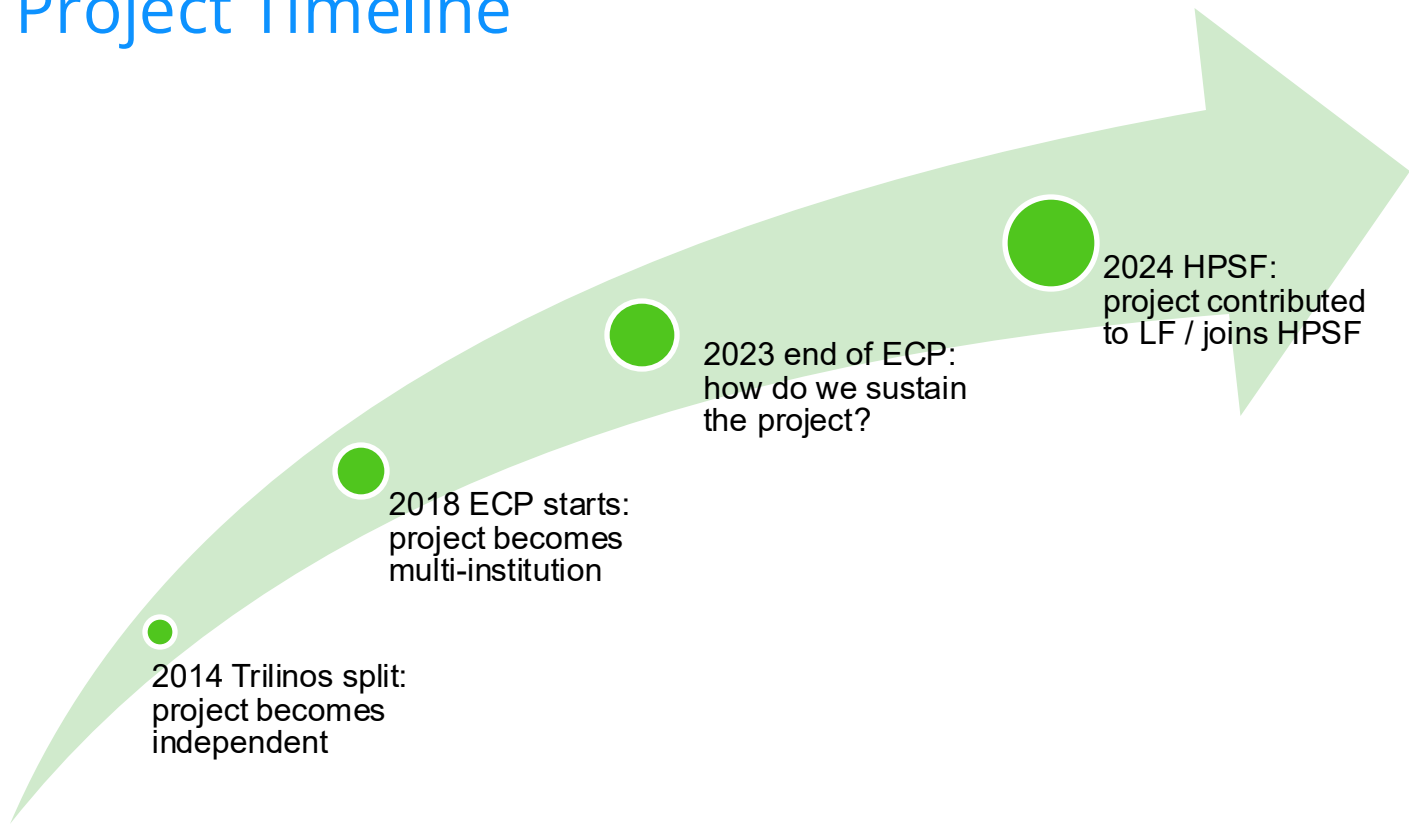 Project Timeline
2024 HPSF:
project contributed
to LF / joins HPSF
2023 end of ECP:
how do we sustain
the project?
2018 ECP starts:
project becomes
multi-institution
2014 Trilinos split:
project becomes
independent